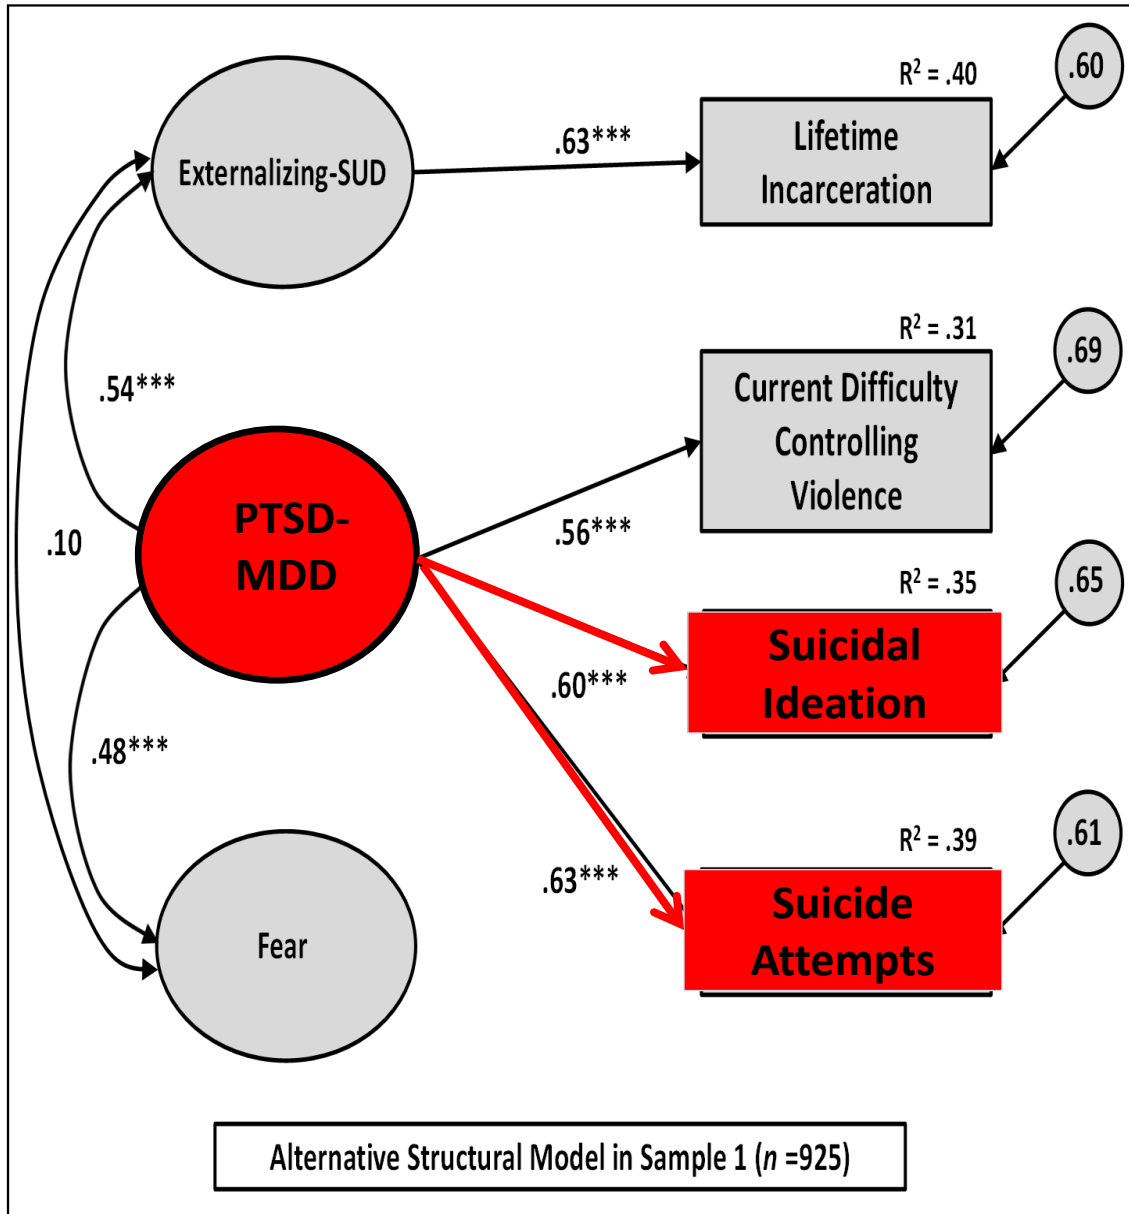 .60
R² = .40
Lifetime
Incarceration
.63***
Externalizing-SUD
R² = .31
.69
Current Difficulty
Controlling
Violence
.54***
PTSD-
MDD
.10
.56***
R² = .35
.65
Suicidal
Ideation
.60***
.48***
R² = .39
.61
Suicide
Attempts
.63***
Fear
Alternative Structural Model in Sample 1 (n =925)